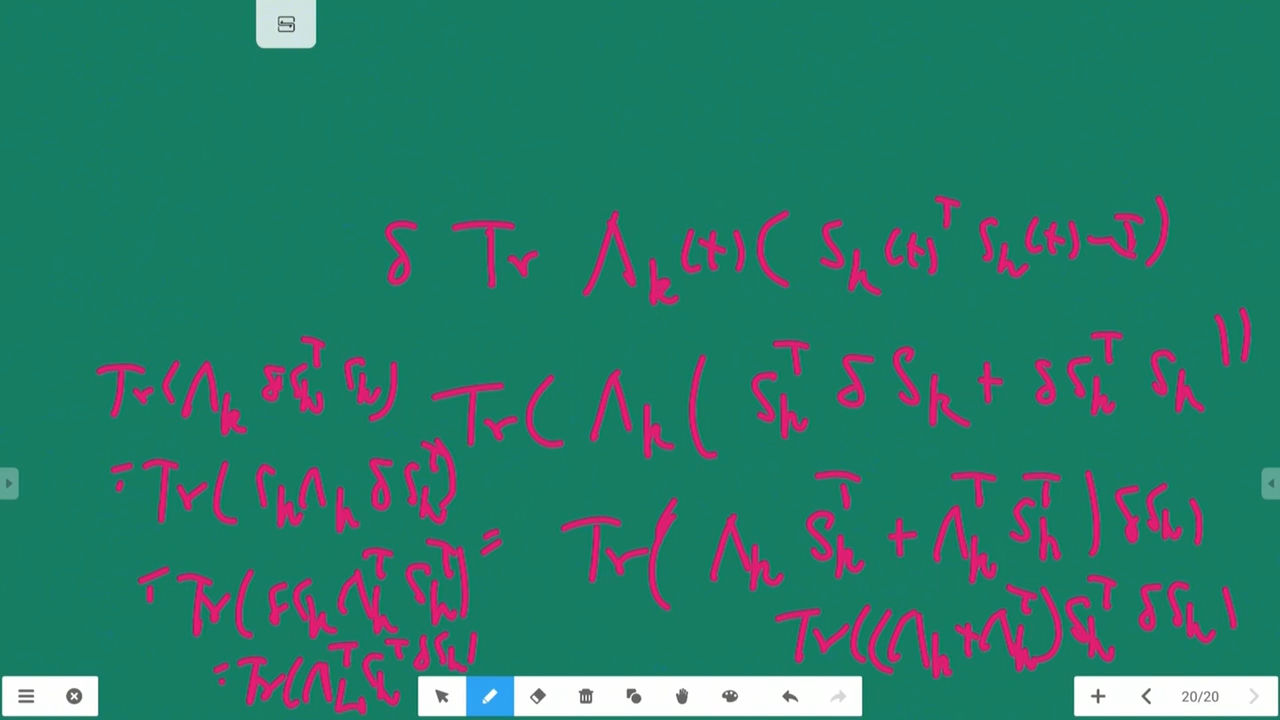 δ Tr Λ_k(t)(S_k(t)^T S_k(t)-I)
Tr(Λ_k(S_k^T δS_k + δS_k^T S_k))
= Tr(Λ_k S_k^T + Λ_k^T S_k^T)δS_k)
Tr((Λ_k+Λ_k^T)S_k^T δS_k)
Tr(Λ_k δS_k^T S_k)
=Tr(S_k Λ_k δS_k^T)
=Tr(δS_k Λ_k^T S_k^T)
=Tr(Λ_k^T S_k^T δS_k)
20/20